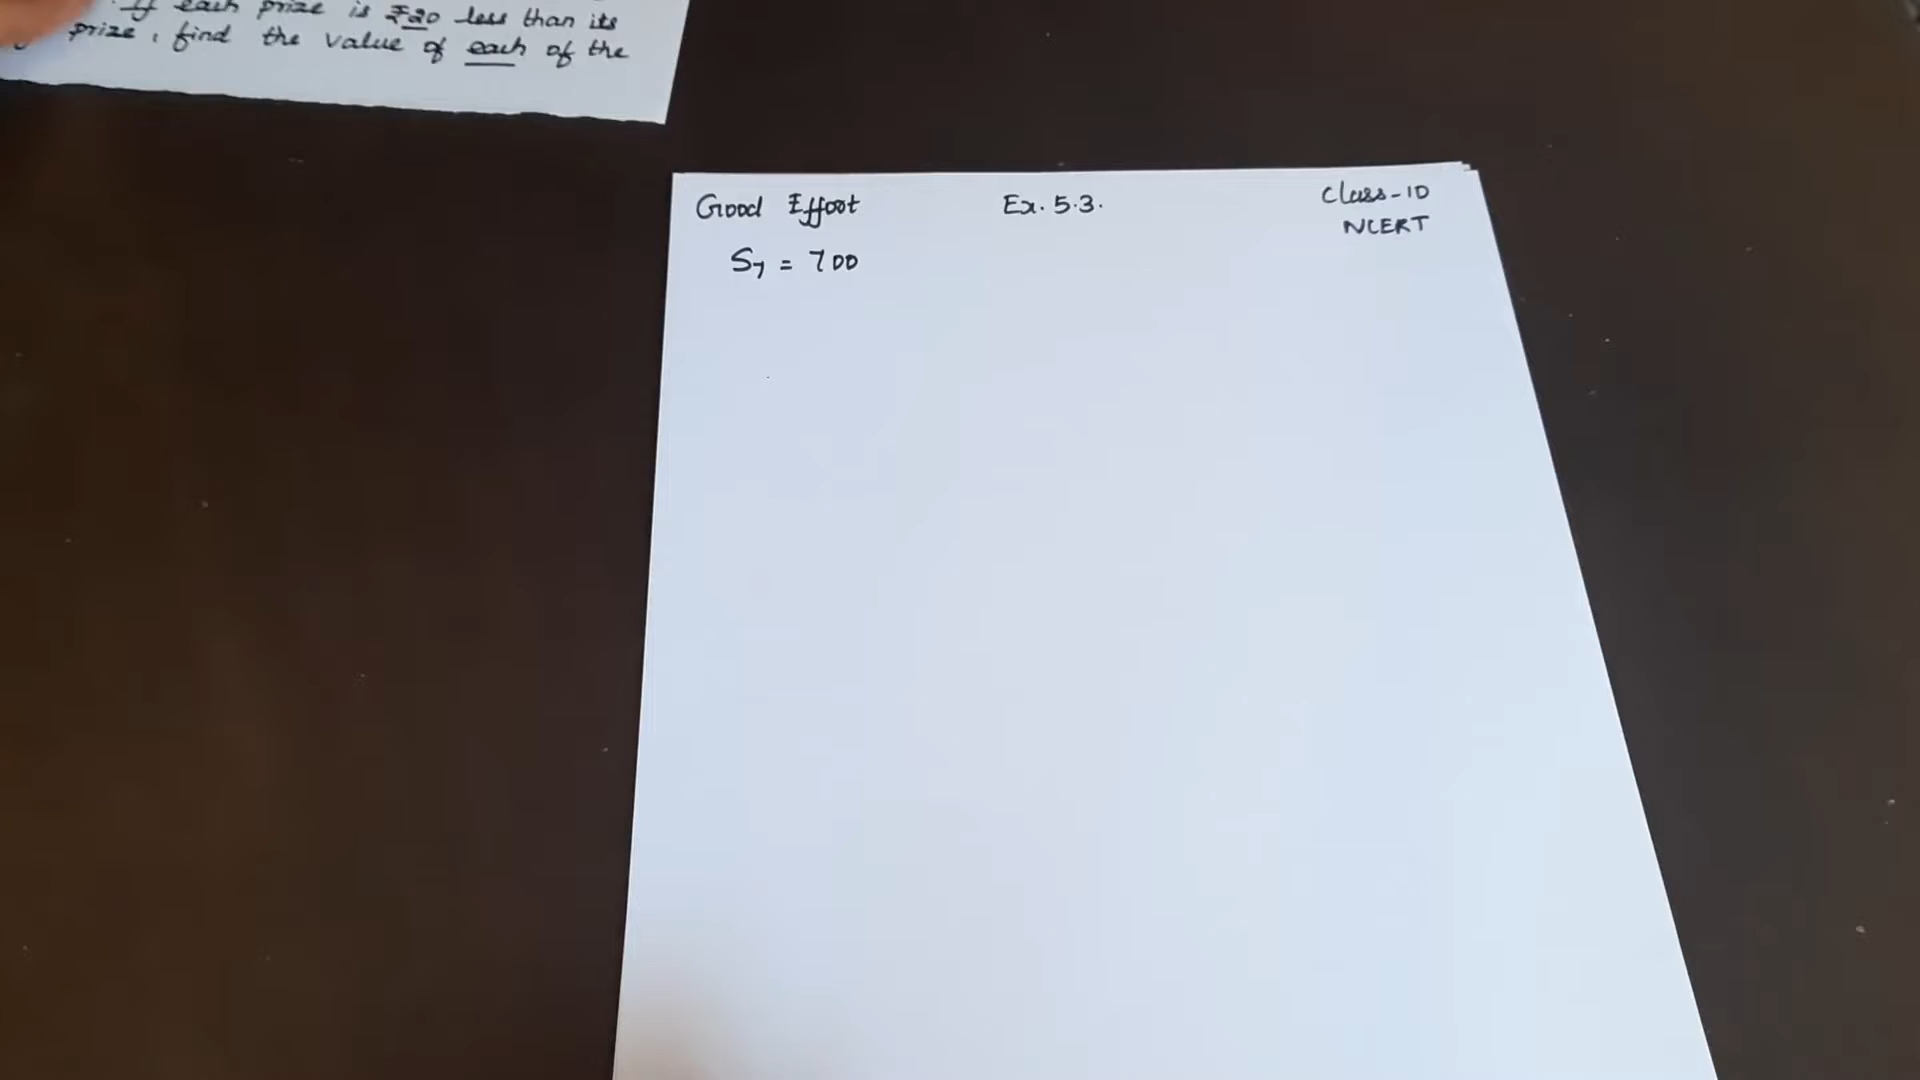 If each prize is ₹20 less than its
prize, find the value of each of the
Good Effort Ex. 5.3. Class-10
NCERT
S7 = 700